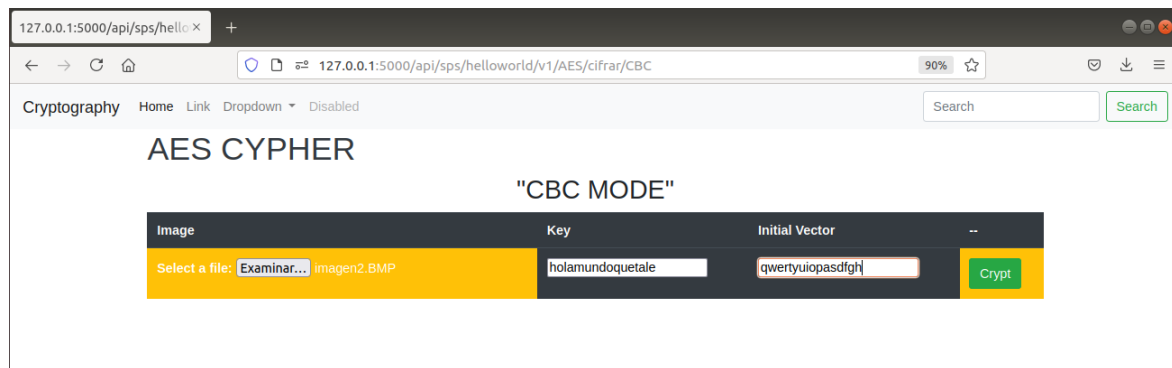 127.0.0.1:5000/api/sps/hello
127.0.0.1:5000/api/sps/helloworld/v1/AES/cifrar/CBC 90%
Cryptography Home Link Dropdown Disabled Search Search
AES CYPHER
"CBC MODE"
Image Key Initial Vector --
Select a file: Examinar... imagen2.BMP holamundoquetale qwertyuiopasdfgh Crypt